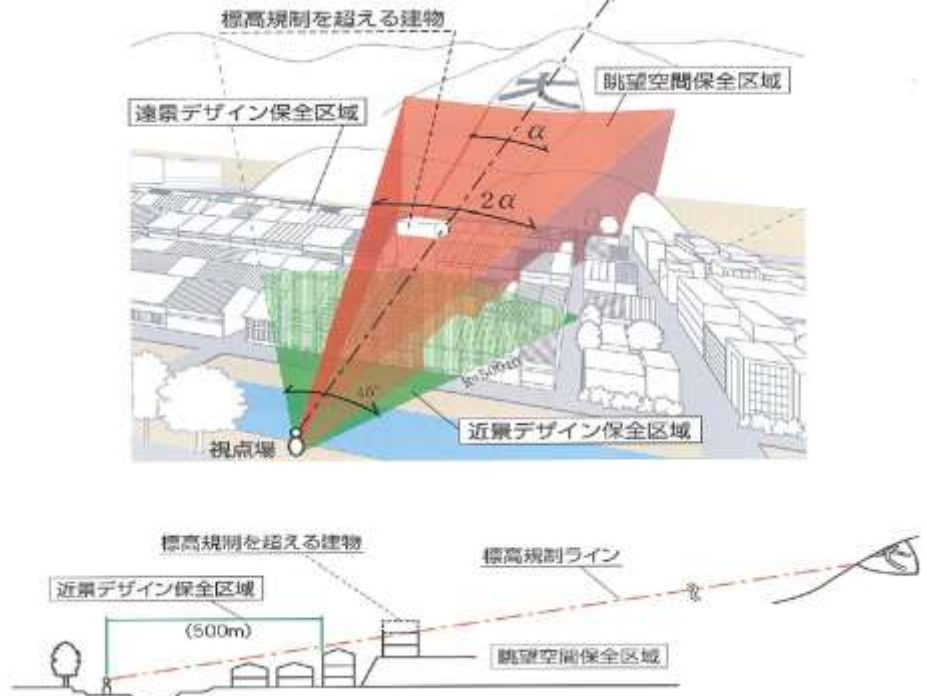 標高規制を超える建物
眺望空間保全区域
遠景デザイン保全区域
大
α
2α
R=500m
45°
近景デザイン保全区域
視点場
標高規制を超える建物
標高規制ライン
近景デザイン保全区域
(500m)
眺望空間保全区域